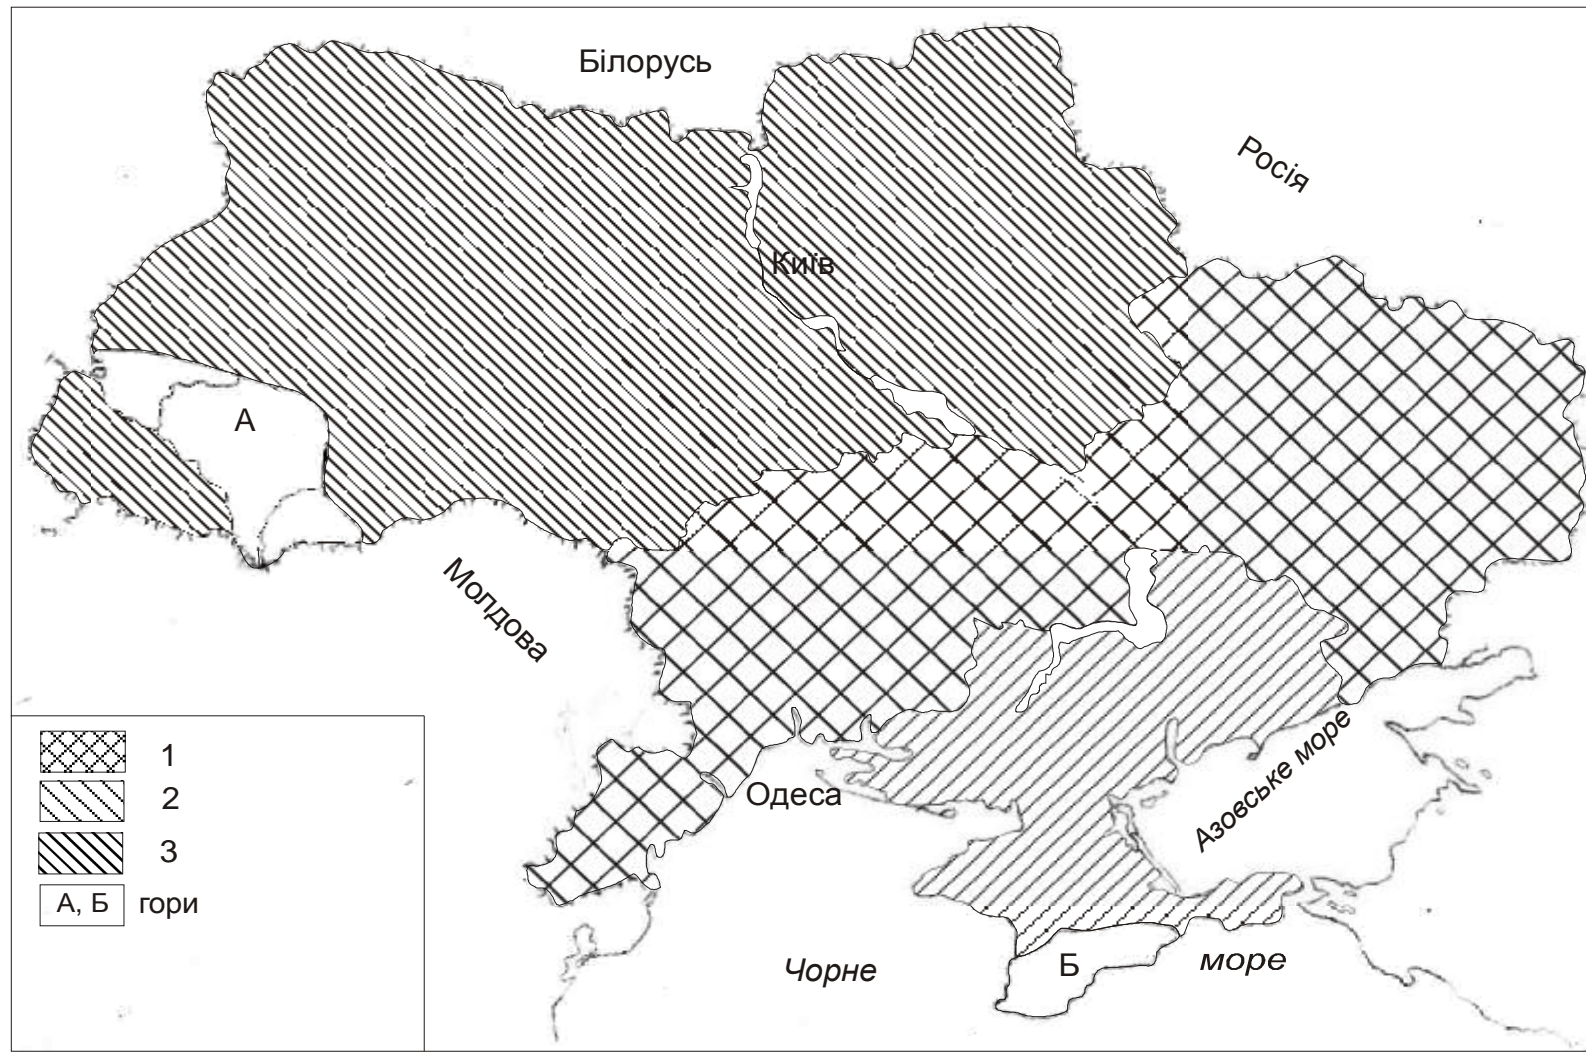 Білорусь
Росія
Київ
А
Молдова
Одеса
Азовське море
1
2
3
А, Б гори
Чорне
море
Б